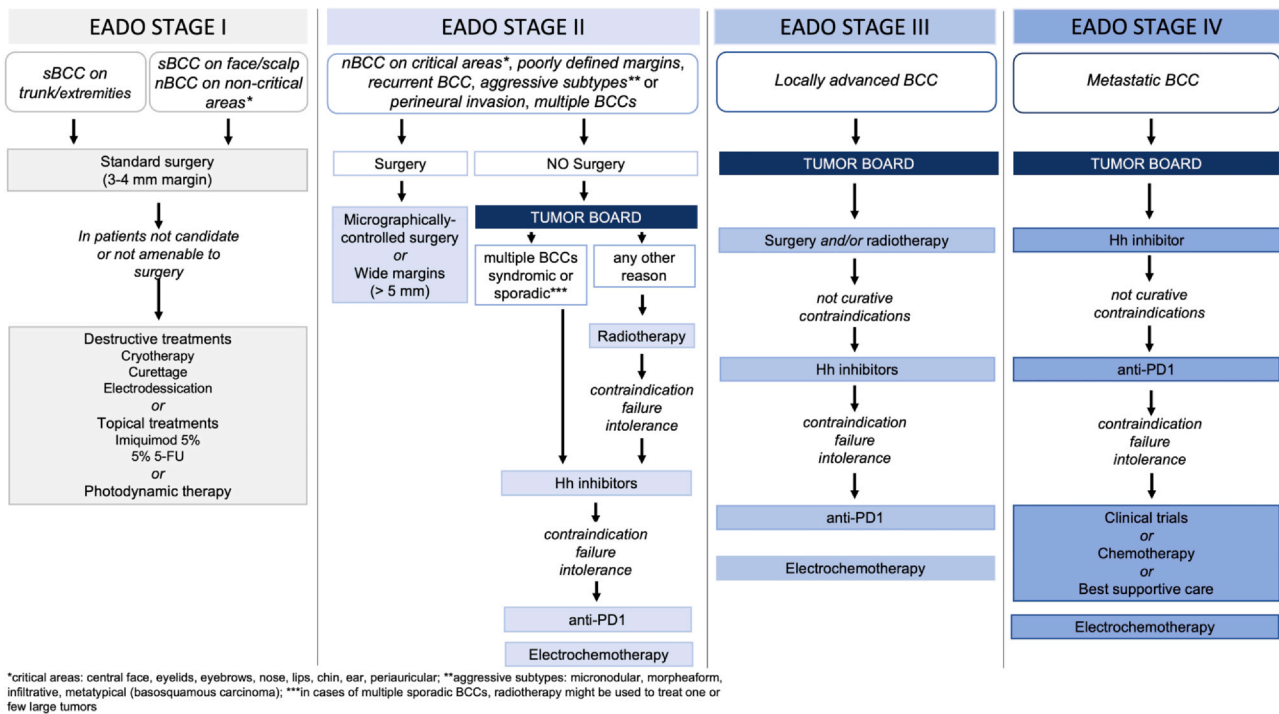 EADO STAGE I
sBCC on
trunk/extremities
sBCC on face/scalp
nBCC on non-critical
areas*
Standard surgery
(3-4 mm margin)
In patients not candidate
or not amenable to
surgery
Destructive treatments
Cryotherapy
Curettage
Electrodessication
or
Topical treatments
Imiquimod 5%
5% 5-FU
or
Photodynamic therapy
EADO STAGE II
nBCC on critical areas*, poorly defined margins,
recurrent BCC, aggressive subtypes** or
perineural invasion, multiple BCCs
Surgery
Micrographically-
controlled surgery
or
Wide margins
(> 5 mm)
NO Surgery
TUMOR BOARD
multiple BCCs
syndromic or
sporadic***
any other
reason
Radiotherapy
contraindication
failure
intolerance
Hh inhibitors
contraindication
failure
intolerance
anti-PD1
Electrochemotherapy
EADO STAGE III
Locally advanced BCC
TUMOR BOARD
Surgery and/or radiotherapy
not curative
contraindications
Hh inhibitors
contraindication
failure
intolerance
anti-PD1
Electrochemotherapy
EADO STAGE IV
Metastatic BCC
TUMOR BOARD
Hh inhibitor
not curative
contraindications
anti-PD1
contraindication
failure
intolerance
Clinical trials
or
Chemotherapy
or
Best supportive care
Electrochemotherapy
*critical areas: central face, eyelids, eyebrows, nose, lips, chin, ear, periauricular; **aggressive subtypes: micronodular, morpheaform,
infiltrative, metatypical (basosquamous carcinoma); ***in cases of multiple sporadic BCCs, radiotherapy might be used to treat one or
few large tumors